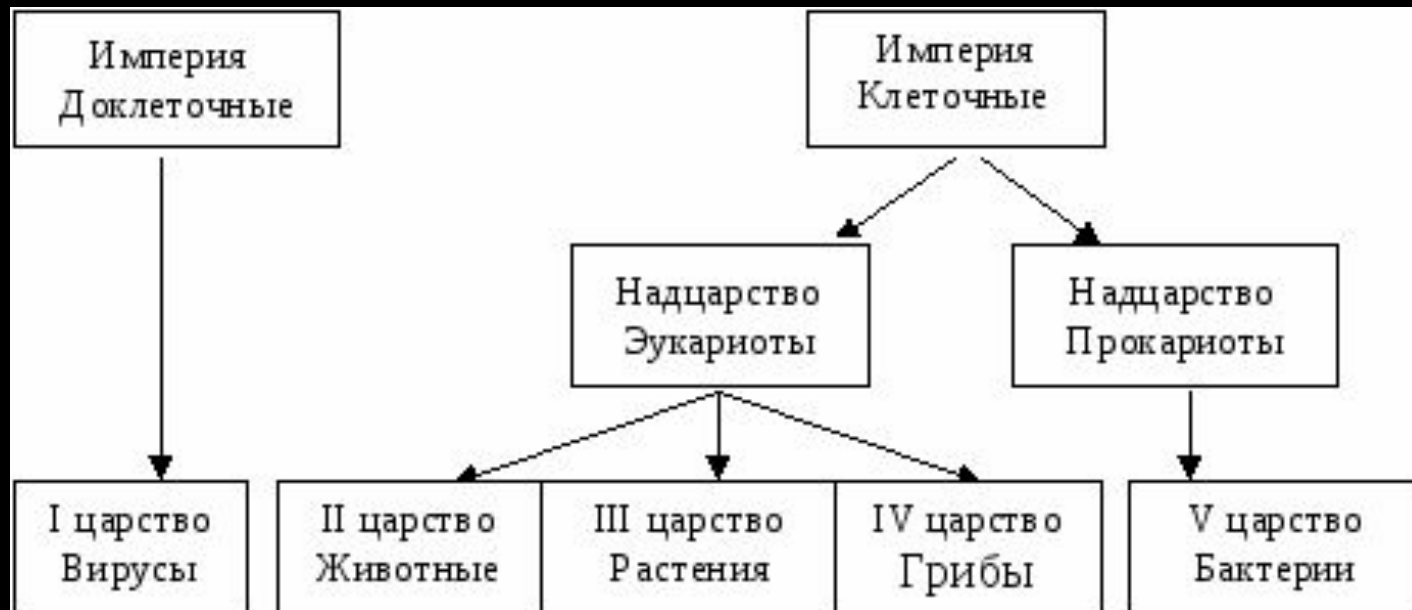 Империя
Доклеточные
Империя
Клеточные
Надцарство
Эукариоты
Надцарство
Прокариоты
I царство
Вирусы
II царство
Животные
III царство
Растения
IV царство
Грибы
V царство
Бактерии